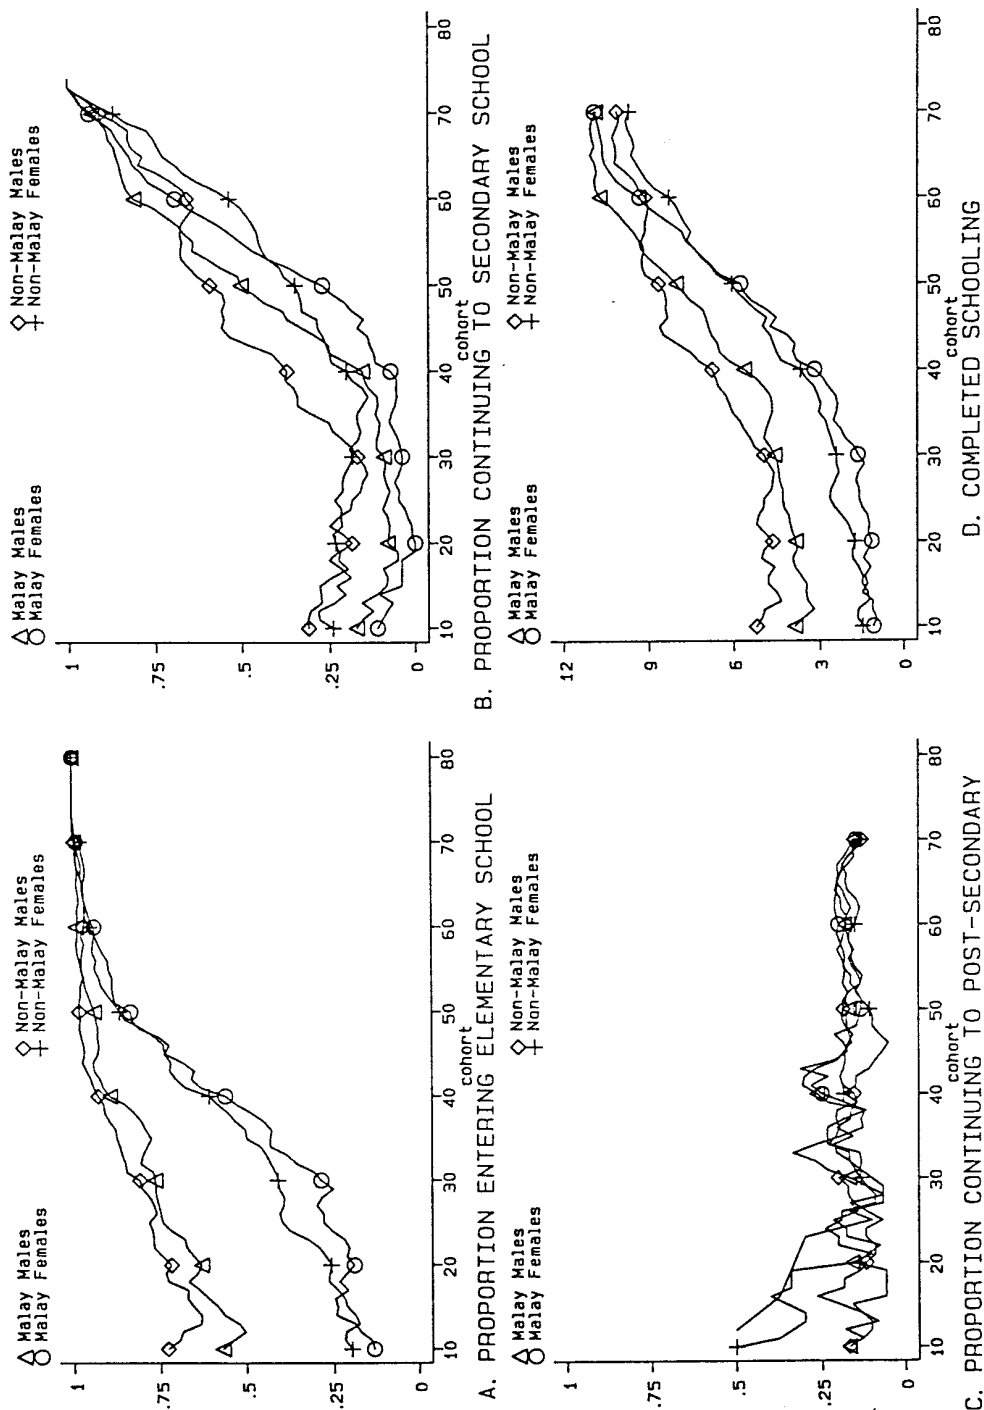 △ Malay Males ◇ Non-Malay Males
○ Malay Females + Non-Malay Females
1
.75
.5
.25
0
10 20 30 40 50 60 70 80
cohort
A. PROPORTION ENTERING ELEMENTARY SCHOOL
△ Malay Males ◇ Non-Malay Males
○ Malay Females + Non-Malay Females
1
.75
.5
.25
0
10 20 30 40 50 60 70 80
cohort
B. PROPORTION CONTINUING TO SECONDARY SCHOOL
△ Malay Males ◇ Non-Malay Males
○ Malay Females + Non-Malay Females
1
.75
.5
.25
0
10 20 30 40 50 60 70 80
cohort
C. PROPORTION CONTINUING TO POST-SECONDARY
△ Malay Males ◇ Non-Malay Males
○ Malay Females + Non-Malay Females
12
9
6
3
0
10 20 30 40 50 60 70 80
cohort
D. COMPLETED SCHOOLING